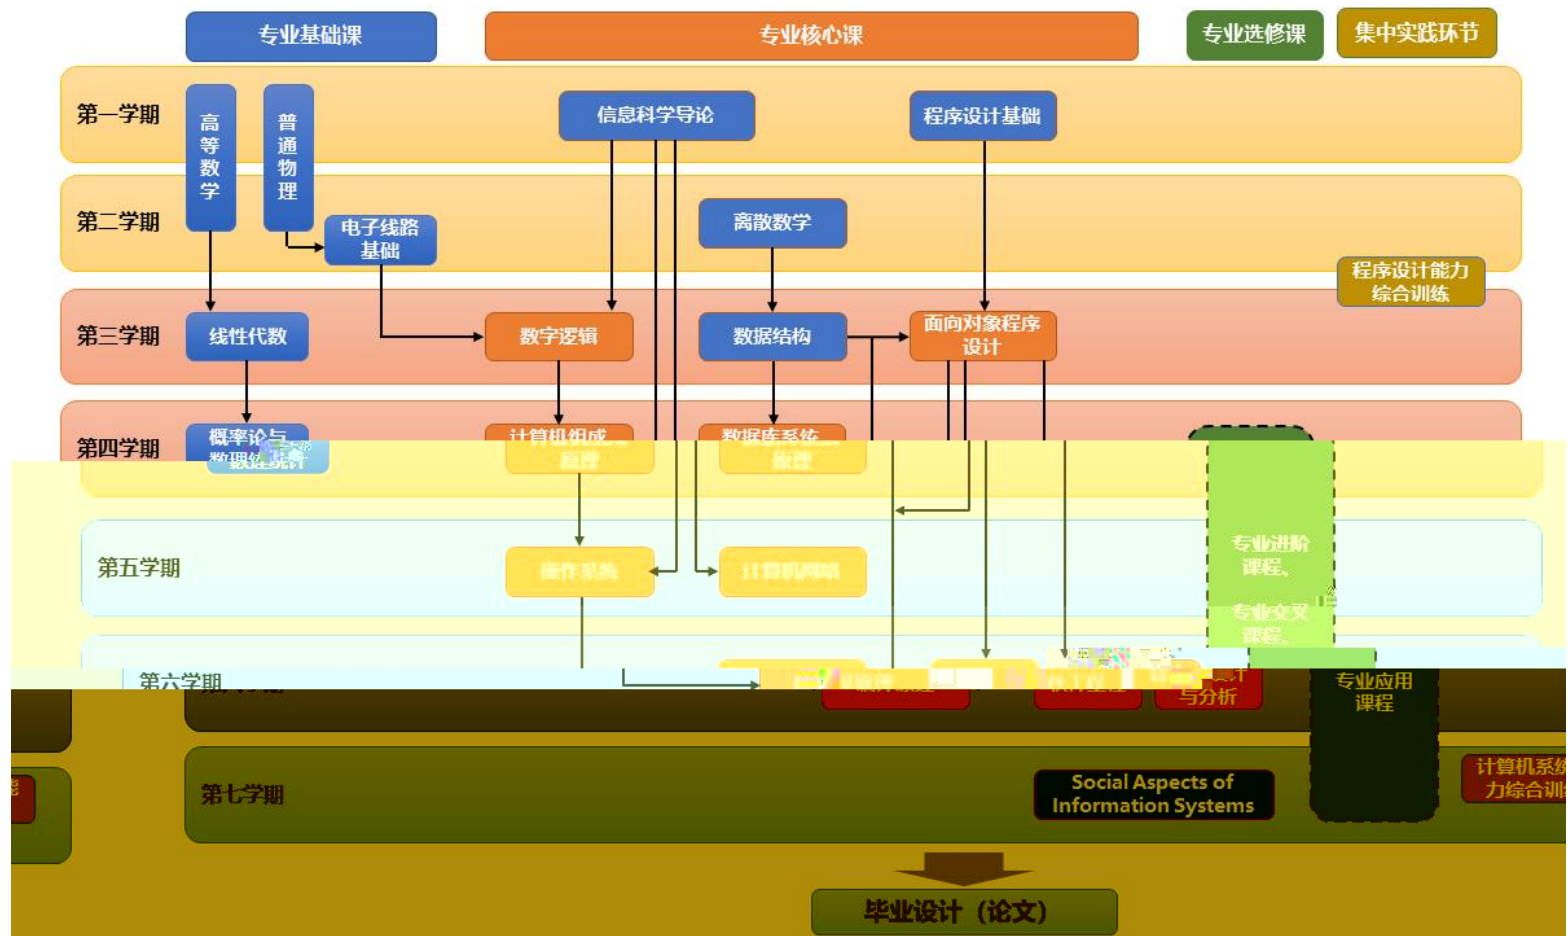 专业基础课
专业核心课
专业选修课
集中实践环节
第一学期
高等数学
普通物理
信息科学导论
程序设计基础
第二学期
电子线路
基础
离散数学
程序设计能力
综合训练
第三学期
线性代数
数字逻辑
数据结构
面向对象程序
设计
第四学期
概率论与
数理统计
计算机组成
原理
数据库系统
原理
第五学期
操作系统
计算机网络
专业进阶
课程、
专业交叉
课程、
第六学期
与分析
专业应用
课程
第七学期
Social Aspects of
Information Systems
计算机系统
力综合训
能
毕业设计（论文）